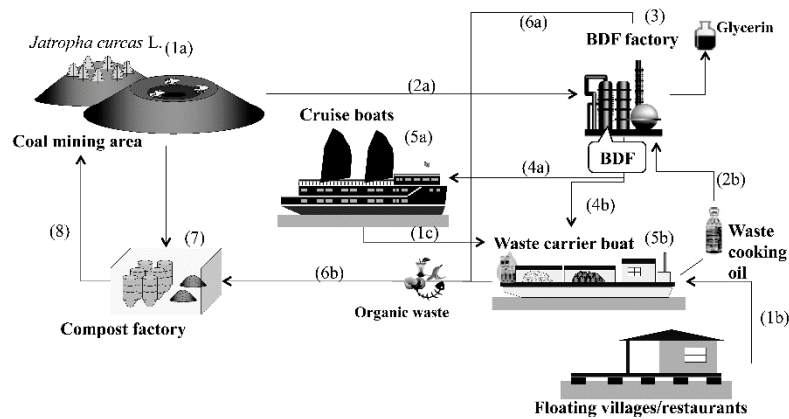 (6a)
(3)
Jatropha curcas L.
(1a)
BDF factory
Glycerin
(2a)
Cruise boats
(5a)
Coal mining area
BDF
(4a)
(2b)
(4b)
(8)
(7)
(1c)
Waste carrier boat
(5b)
Waste
cooking
oil
(6b)
Compost factory
Organic waste
(1b)
Floating villages/restaurants